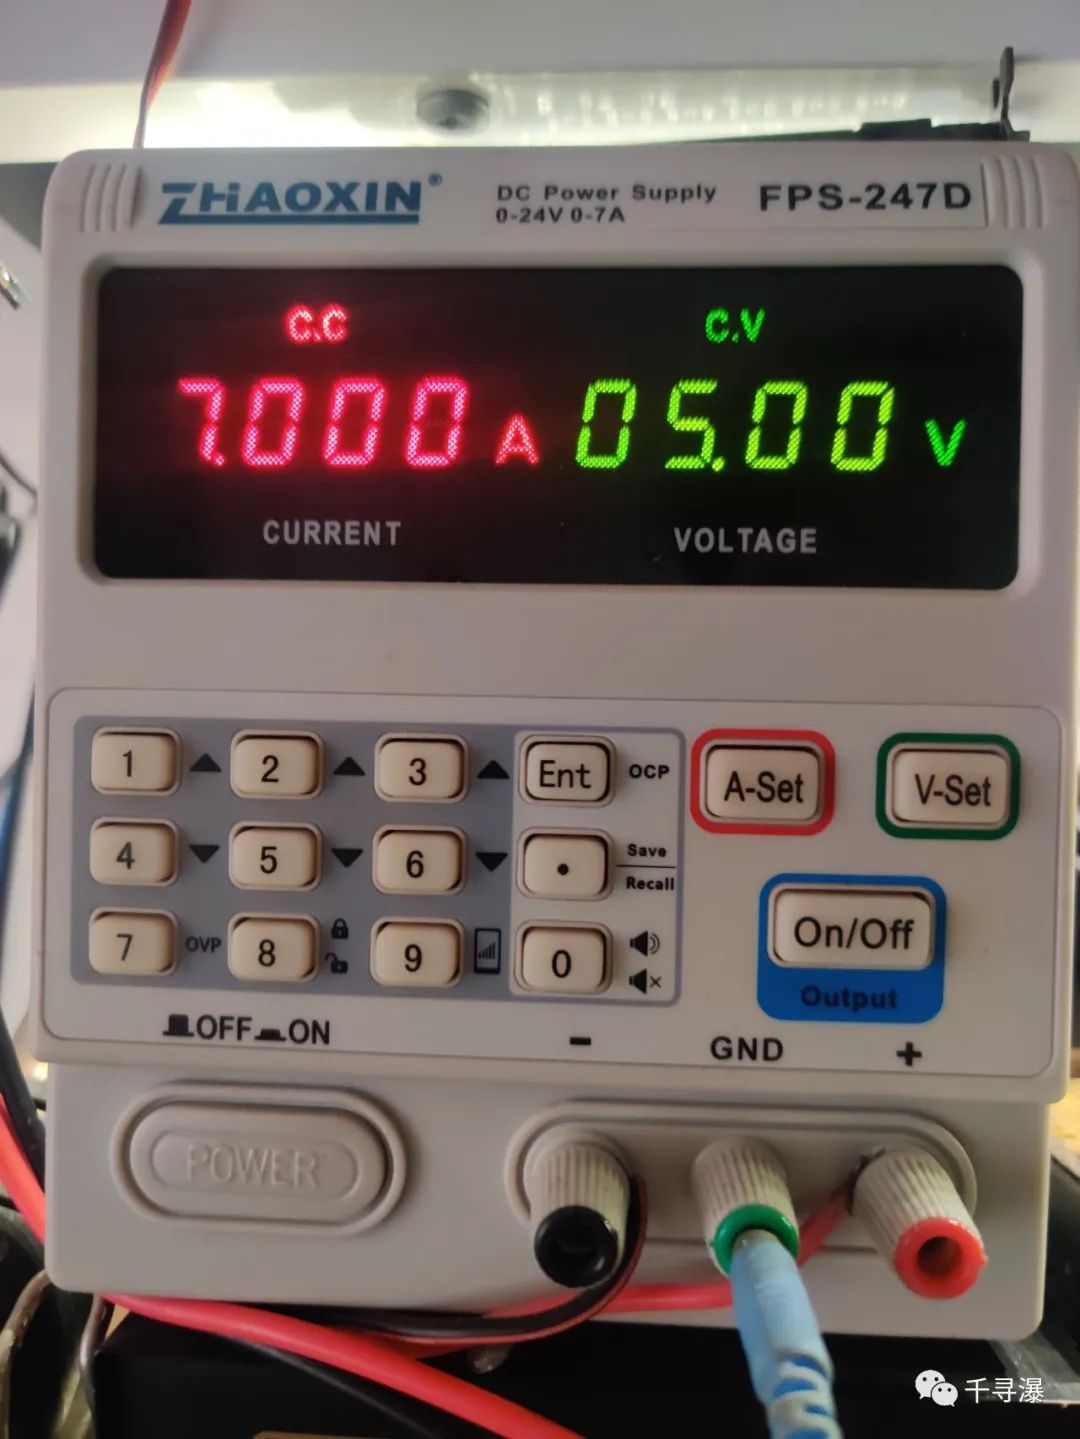 ZHAOXIN®
DC Power Supply
0-24V 0-7A
FPS-247D
C.C
C.V
7.000 A
05.00 V
CURRENT
VOLTAGE
1
2
3
Ent
OCP
A-Set
V-Set
4
5
6
.
Save
Recall
7
OVP
8
9
0
On/Off
Output
OFF
ON
-
GND
+
POWER
千寻瀑